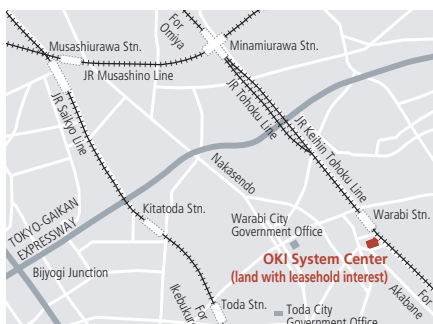 For
Omiya
Musashiurawa Stn.
Minamiurawa Stn.
JR Musashino Line
JR Saikyo Line
JR Tohoku Line
JR Keihin Tohoku Line
Nakasendo
TOKYO-GAIKAN
EXPRESSWAY
Kitatoda Stn.
Warabi City
Government Office
Warabi Stn.
OKI System Center
(land with leasehold interest)
Bijyogi Junction
For
Ikebukuro
Toda Stn.
For
Akabane
Toda City
Government Office